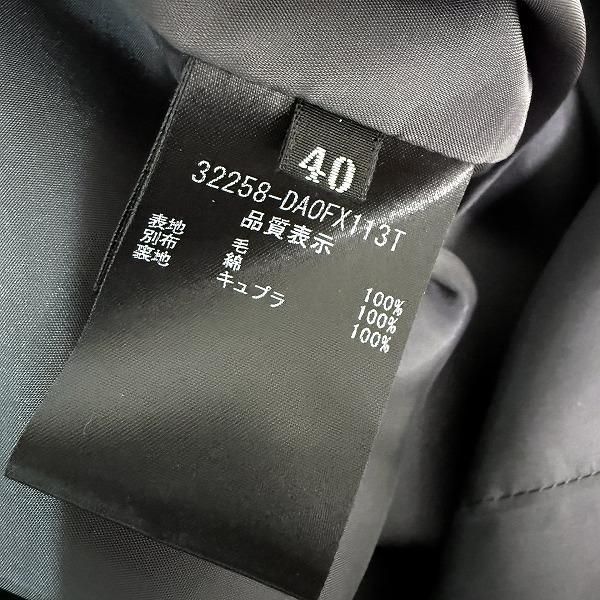 40
32258-DAOFX113T
品質表示
表地 毛 100%
別布 綿 100%
裏地 キュプラ 100%